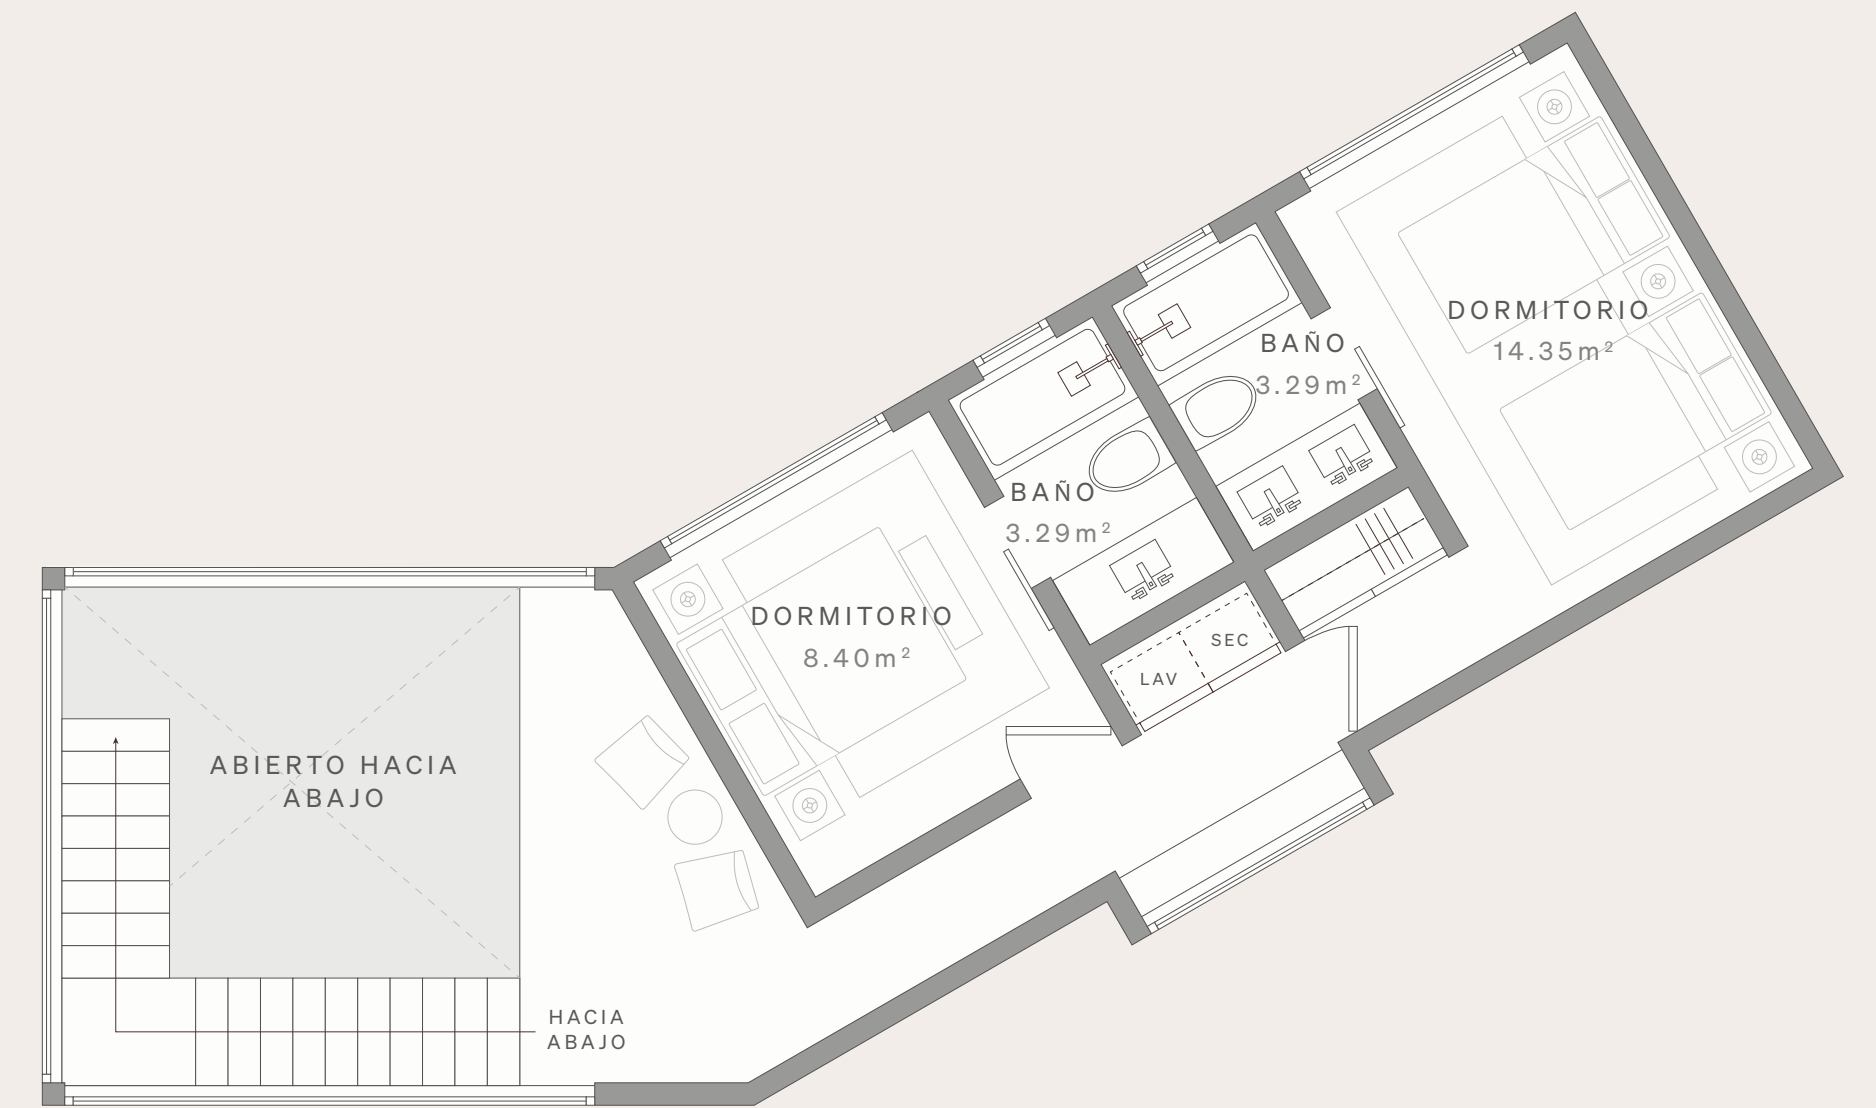 DORMITORIO
14.35m²
BAÑO
3.29m²
BAÑO
3.29m²
DORMITORIO
8.40m²
SEC
LAV
ABIERTO HACIA
ABAJO
HACIA
ABAJO